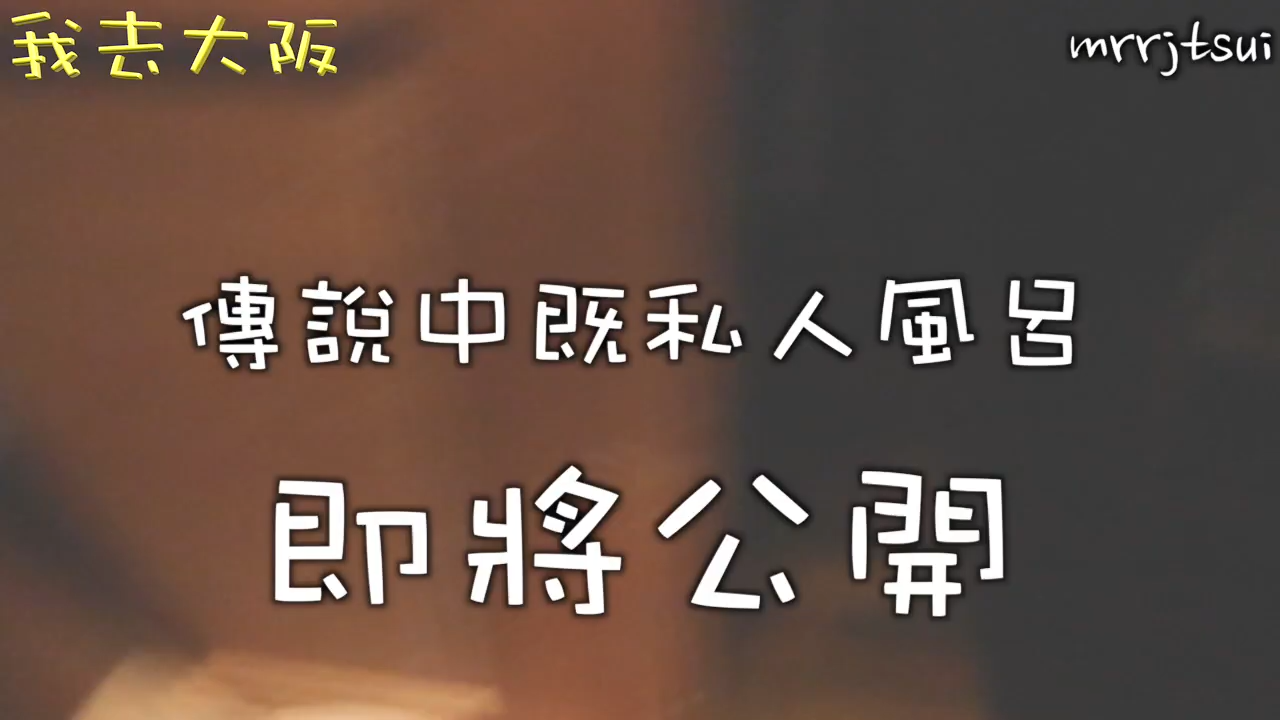 我去大阪
mrrjtsui
傳說中既私人風呂
即將公開